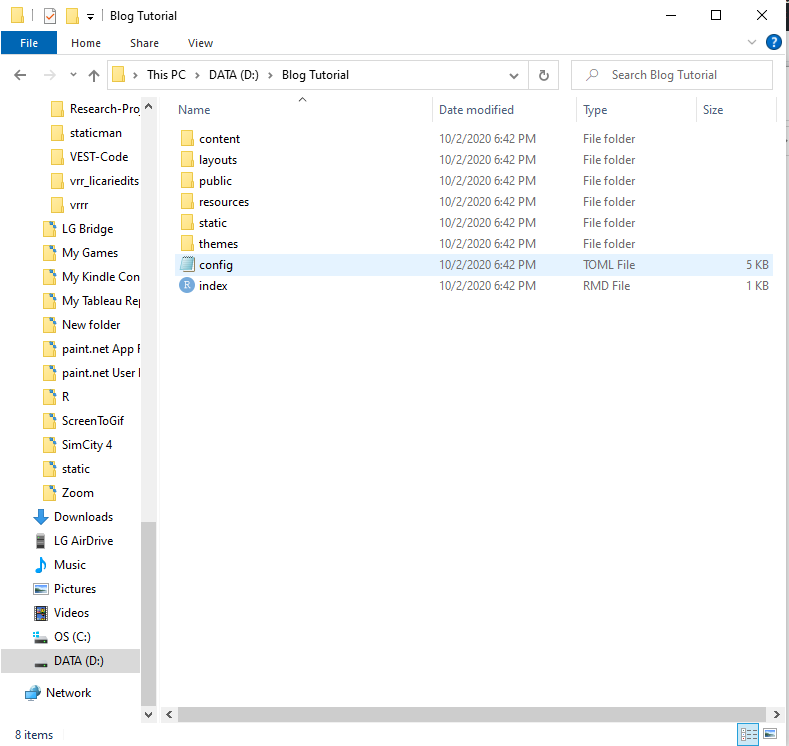 Blog Tutorial
File Home Share View
This PC DATA (D:) Blog Tutorial Search Blog Tutorial
Name Date modified Type Size
content 10/2/2020 6:42 PM File folder
layouts 10/2/2020 6:42 PM File folder
public 10/2/2020 6:42 PM File folder
resources 10/2/2020 6:42 PM File folder
static 10/2/2020 6:42 PM File folder
themes 10/2/2020 6:42 PM File folder
config 10/2/2020 6:42 PM TOML File 5 KB
R index 10/2/2020 6:42 PM RMD File 1 KB
Research-Proj
staticman
VEST-Code
vrr_licariedits
vrrr
LG Bridge
My Games
My Kindle Con
My Tableau Rep
New folder
paint.net App F
paint.net User
R
ScreenToGif
SimCity 4
static
Zoom
Downloads
LG AirDrive
Music
Pictures
Videos
OS (C:)
DATA (D:)
Network
8 items